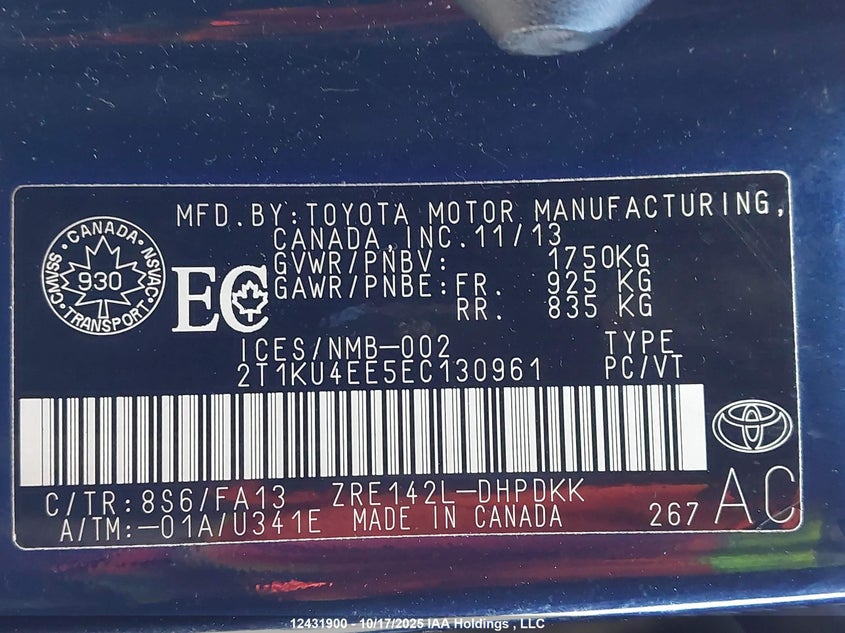 MFD.BY:TOYOTA MOTOR MANUFACTURING,
CANADA,INC.11/13
GVWR/PNBV: 1750KG
GAWR/PNBE:FR. 925 KG
RR. 835 KG
CMVSS · CANADA · NSVAC
930
· TRANSPORT ·
EC
ICES/NMB-002 TYPE
2T1KU4EE5EC130961 PC/VT
C/TR:8S6/FA13 ZRE142L-DHPDKK
A/TM:-01A/U341E MADE IN CANADA 267 AC
12431900 - 10/17/2025 IAA Holdings , LLC